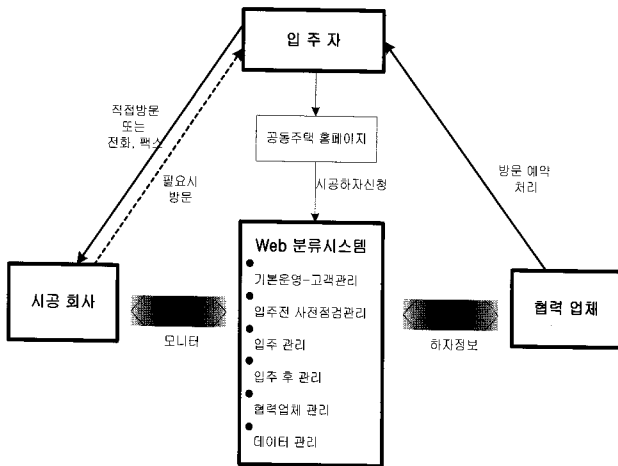 입 주 자
직접방문
또는
전화, 팩스
공동주택 홈페이지
방문 예약
처리
필요시
방문
시공하자신청
Web 분류시스템
기본운영-고객관리
입주전 사전점검관리
입주 관리
입주 후 관리
협력업체 관리
데이터 관리
시공 회사
모니터
협력 업체
하자정보